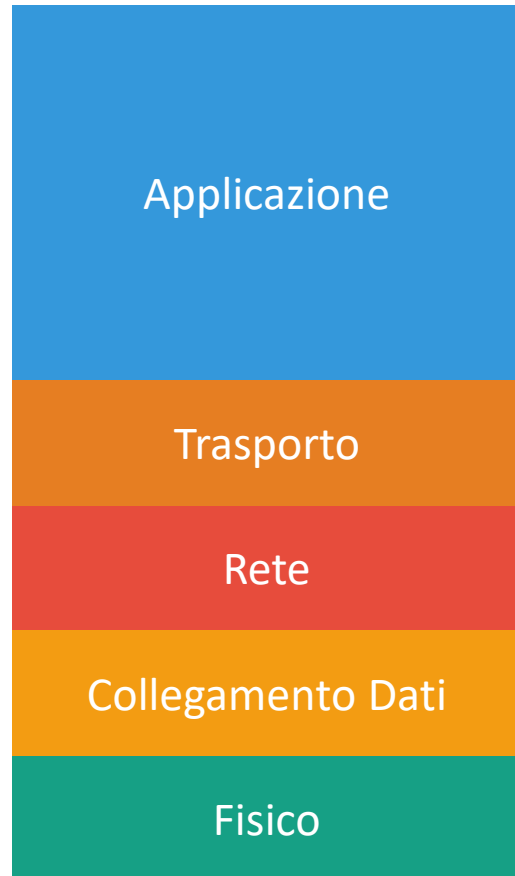 Applicazione
Trasporto
Rete
Collegamento Dati
Fisico